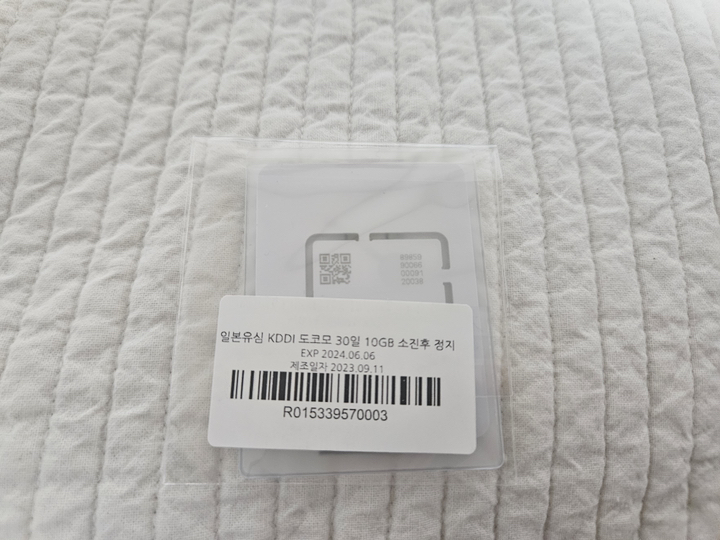 일본유심 KDDI 도코모 30일 10GB 소진후 정지
EXP 2024.06.06
제조일자 2023.09.11
R015339570003